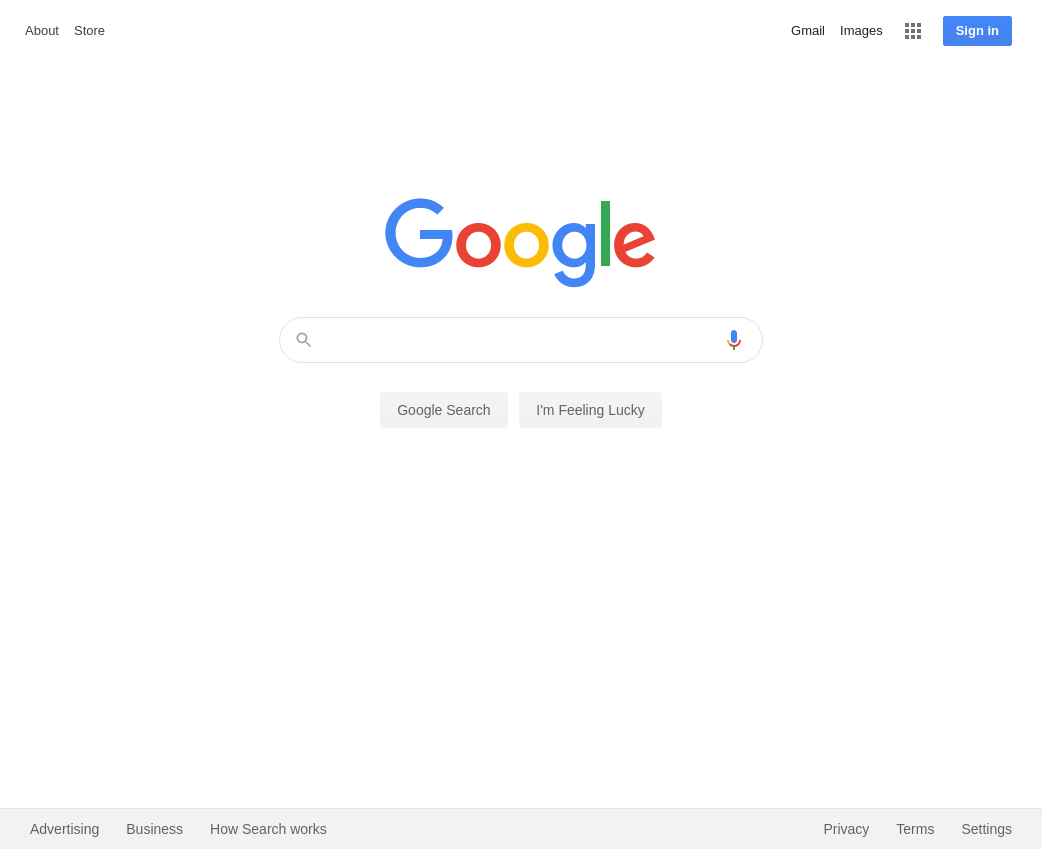 About Store Gmail Images Sign in
Google
Google Search I'm Feeling Lucky
Advertising Business How Search works Privacy Terms Settings